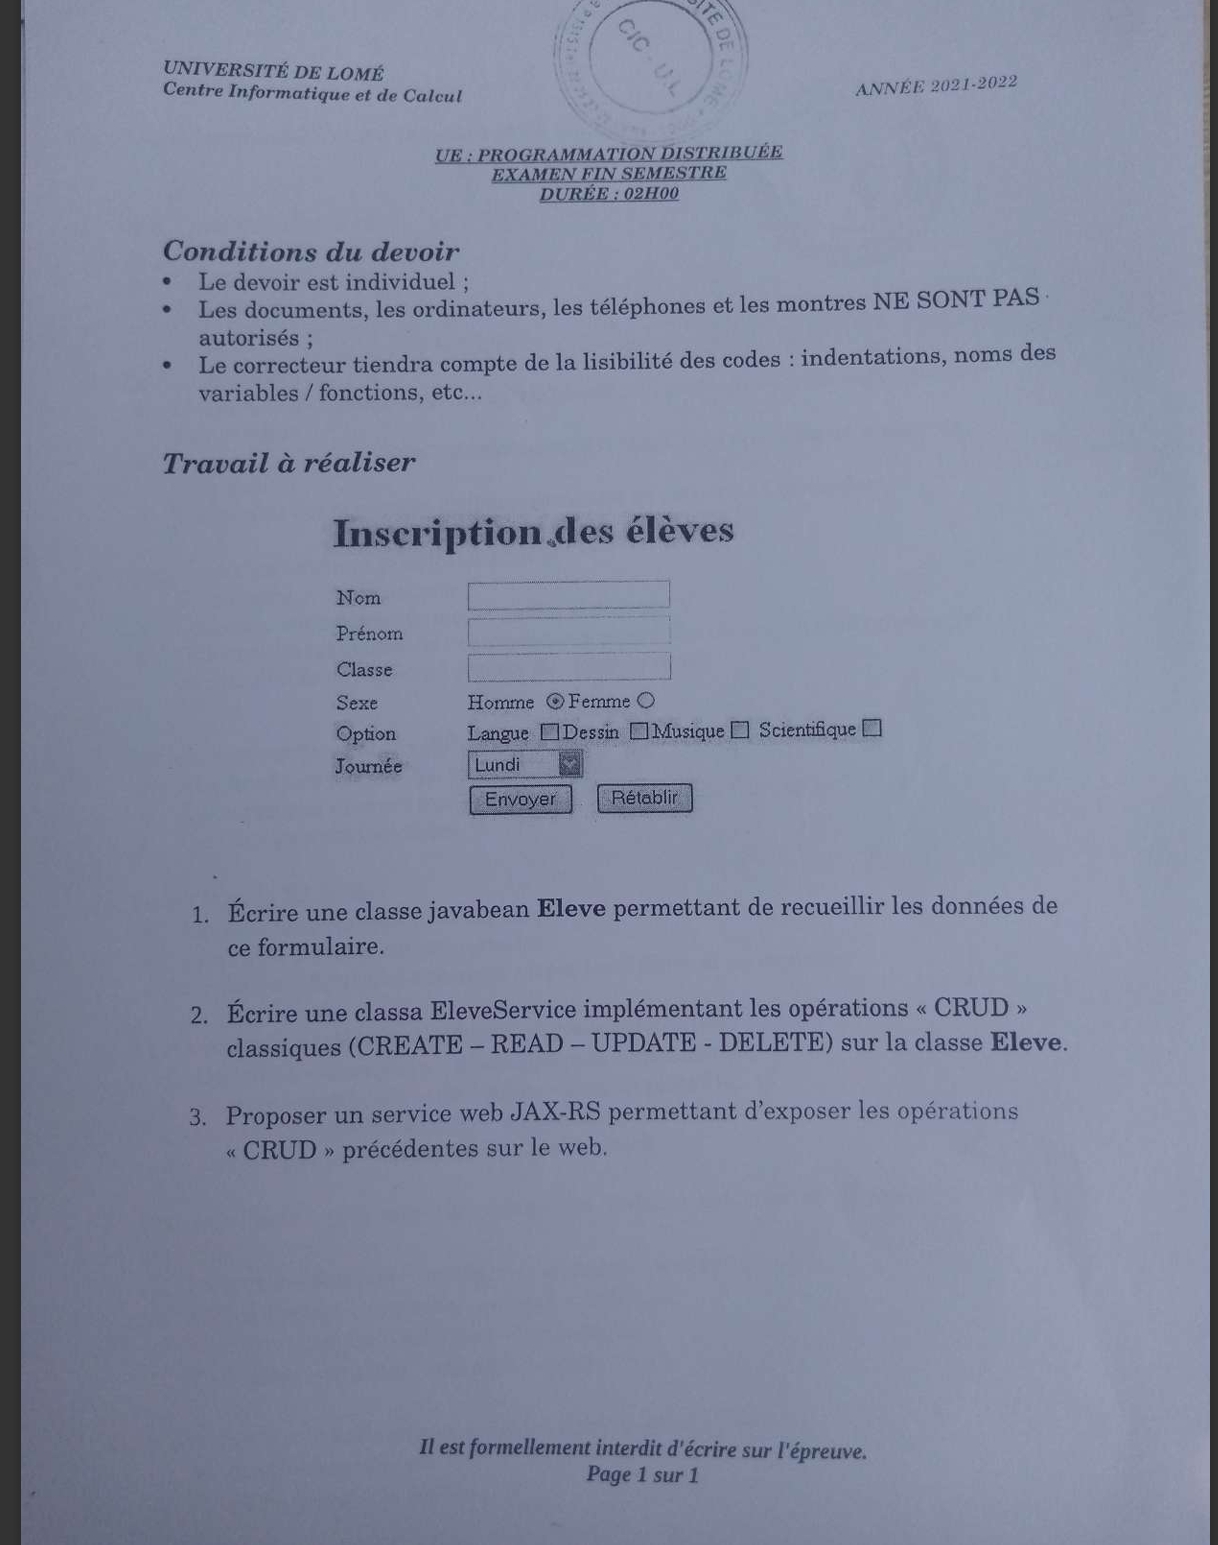 SITE DE LOME
CIC - U.L
UNIVERSITÉ DE LOMÉ
Centre Informatique et de Calcul
ANNÉE 2021-2022
UE : PROGRAMMATION DISTRIBUÉE
EXAMEN FIN SEMESTRE
DURÉE : 02H00
Conditions du devoir
• Le devoir est individuel ;
• Les documents, les ordinateurs, les téléphones et les montres NE SONT PAS
autorisés ;
• Le correcteur tiendra compte de la lisibilité des codes : indentations, noms des
variables / fonctions, etc...
Travail à réaliser
Inscription des élèves
Nom
Prénom
Classe
Sexe Homme Femme
Option Langue Dessin Musique Scientifique
Journée Lundi
Envoyer Rétablir
1. Écrire une classe javabean Eleve permettant de recueillir les données de
ce formulaire.
2. Écrire une classa EleveService implémentant les opérations « CRUD »
classiques (CREATE – READ – UPDATE - DELETE) sur la classe Eleve.
3. Proposer un service web JAX-RS permettant d'exposer les opérations
« CRUD » précédentes sur le web.
Il est formellement interdit d'écrire sur l'épreuve.
Page 1 sur 1